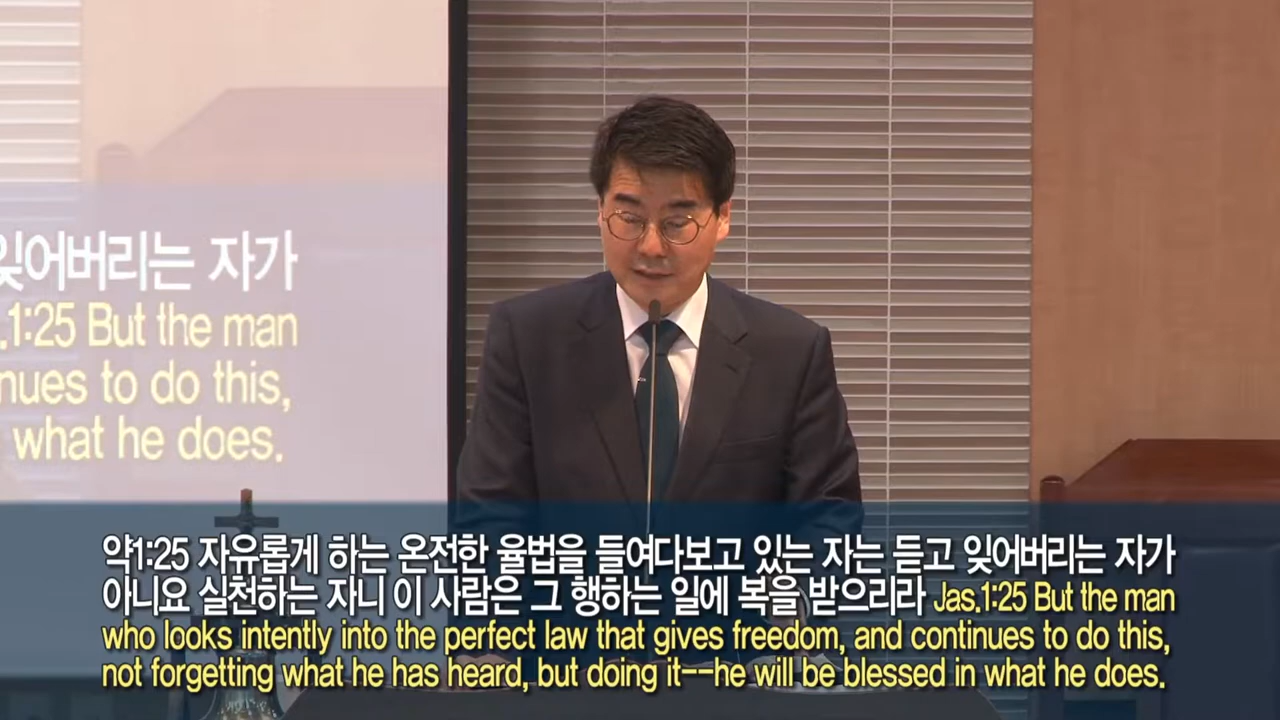 잊어버리는 자가
.1:25 But the man
nues to do this,
what he does.
약1:25 자유롭게 하는 온전한 율법을 들여다보고 있는 자는 듣고 잊어버리는 자가
아니요 실천하는 자니 이 사람은 그 행하는 일에 복을 받으리라 Jas.1:25 But the man
who looks intently into the perfect law that gives freedom, and continues to do this,
not forgetting what he has heard, but doing it--he will be blessed in what he does.